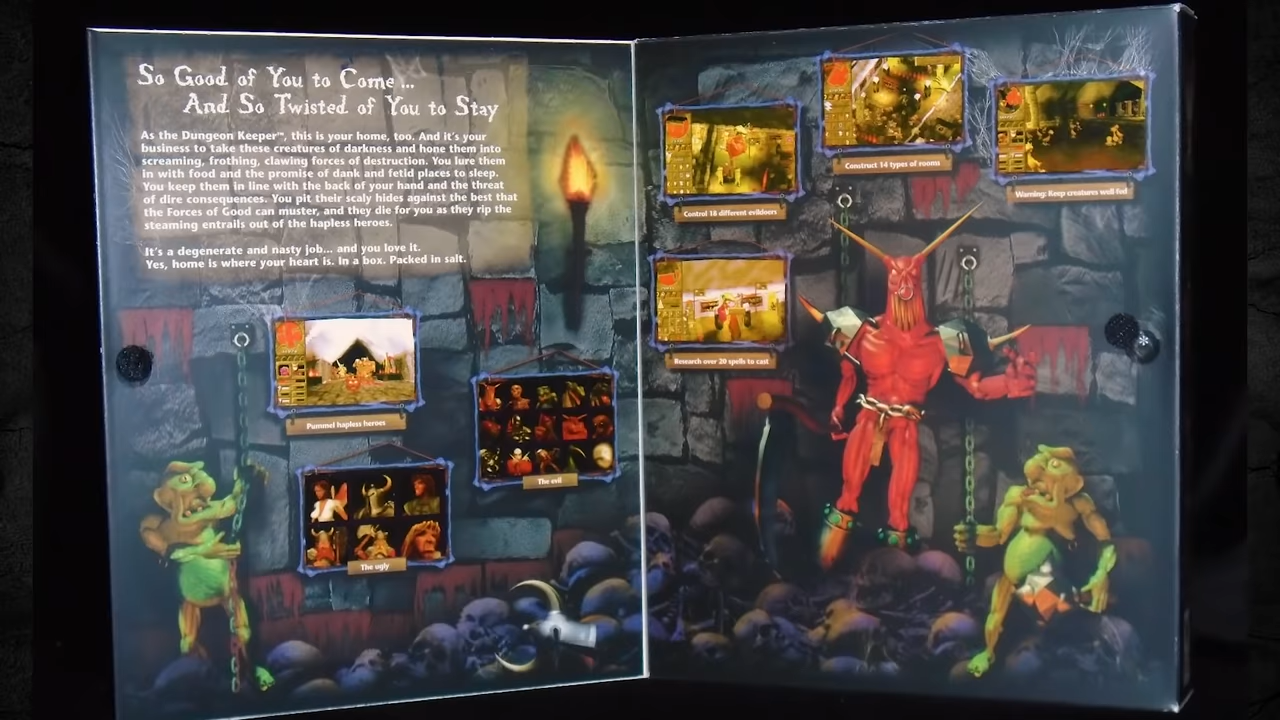 So Good of You to Come...
And So Twisted of You to Stay
As the Dungeon Keeper™, this is your home, too. And it's your
business to take these creatures of darkness and hone them into
screaming, frothing, clawing forces of destruction. You lure them
in with food and the promise of dank and fetid places to sleep.
You keep them in line with the back of your hand and the threat
of dire consequences. You pit their scaly hides against the best that
the Forces of Good can muster, and they die for you as they rip the
steaming entrails out of the hapless heroes.
It's a degenerate and nasty job... and you love it.
Yes, home is where your heart is. In a box. Packed in salt.
Pummel hapless heroes
The evil
The ugly
Control 18 different evildoers
Construct 14 types of rooms
Warning: Keep creatures well fed
Research over 20 spells to cast